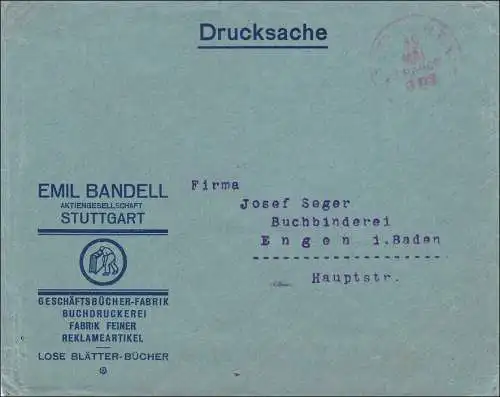 Drucksache
EMIL BANDELL
AKTIENGESELLSCHAFT
STUTTGART
GESCHÄFTSBÜCHER-FABRIK
BUCHDRUCKEREI
FABRIK FEINER
REKLAMEARTIKEL
LOSE BLÄTTER-BÜCHER
Firma
Josef Seger
Buchbinderei
Engen i.Baden
Hauptstr.